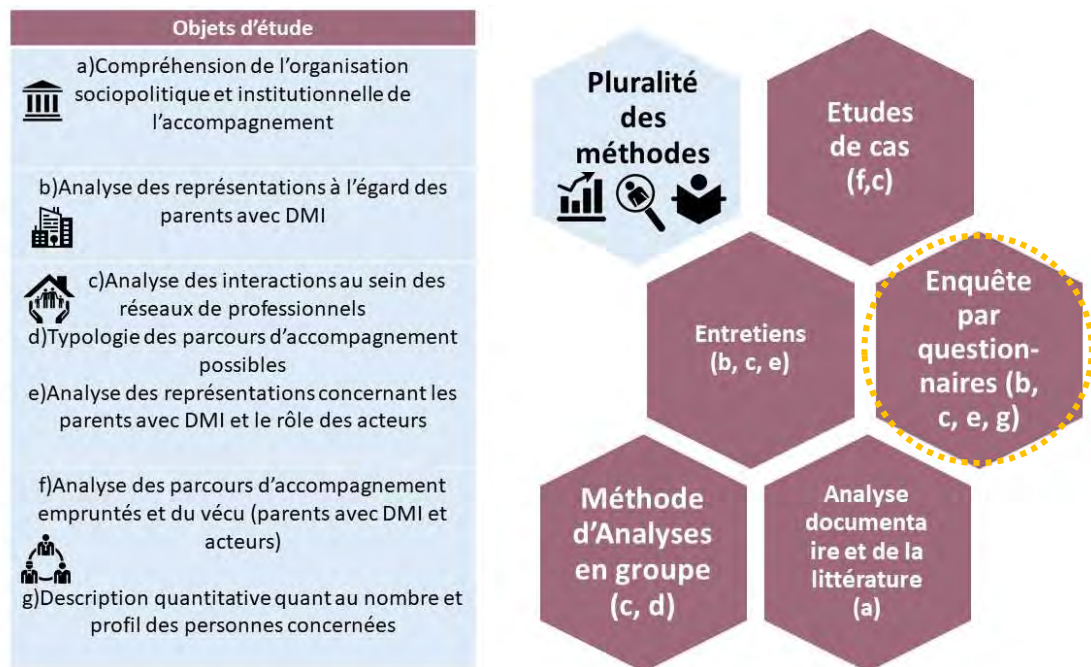 Objets d'étude
a)Compréhension de l'organisation
sociopolitique et institutionnelle de
l'accompagnement
b)Analyse des représentations à l'égard des
parents avec DMI
c)Analyse des interactions au sein des
réseaux de professionnels
d)Typologie des parcours d'accompagnement
possibles
e)Analyse des représentations concernant les
parents avec DMI et le rôle des acteurs
f)Analyse des parcours d'accompagnement
empruntés et du vécu (parents avec DMI et
acteurs)
g)Description quantitative quant au nombre et
profil des personnes concernées
Pluralité
des
méthodes
Etudes
de cas
(f,c)
Entretiens
(b, c, e)
Enquête
par
question-
naires (b,
c, e, g)
Méthode
d'Analyses
en groupe
(c, d)
Analyse
documenta
ire et de la
littérature
(a)